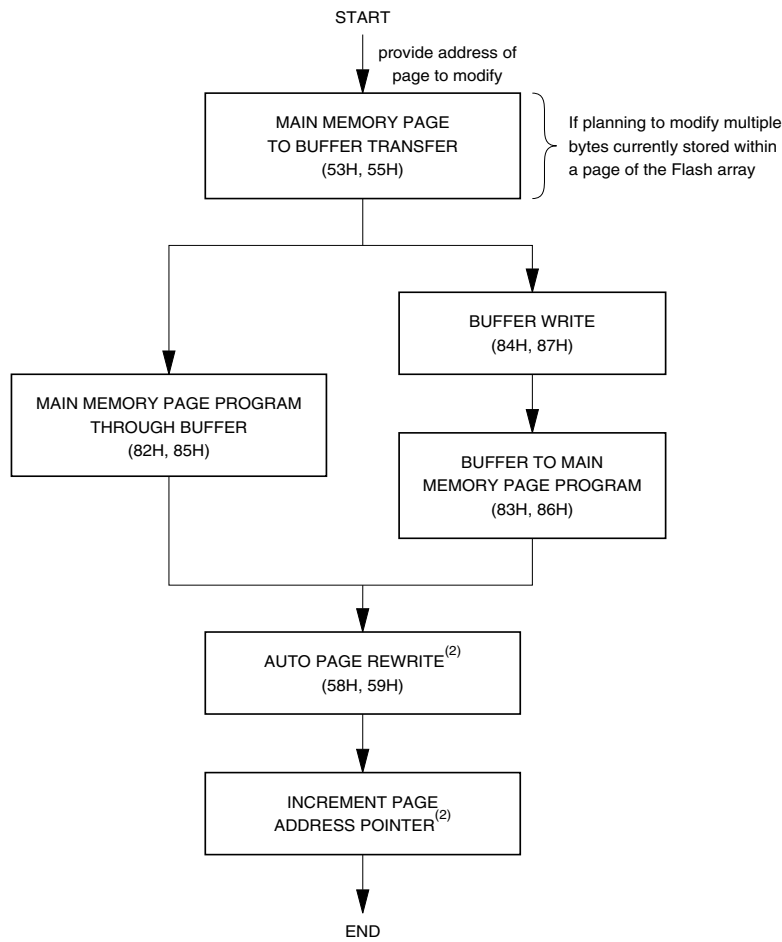 START
provide address of
page to modify
MAIN MEMORY PAGE
TO BUFFER TRANSFER
(53H, 55H)
If planning to modify multiple
bytes currently stored within
a page of the Flash array
BUFFER WRITE
(84H, 87H)
MAIN MEMORY PAGE PROGRAM
THROUGH BUFFER
(82H, 85H)
BUFFER TO MAIN
MEMORY PAGE PROGRAM
(83H, 86H)
AUTO PAGE REWRITE(2)
(58H, 59H)
INCREMENT PAGE
ADDRESS POINTER(2)
END